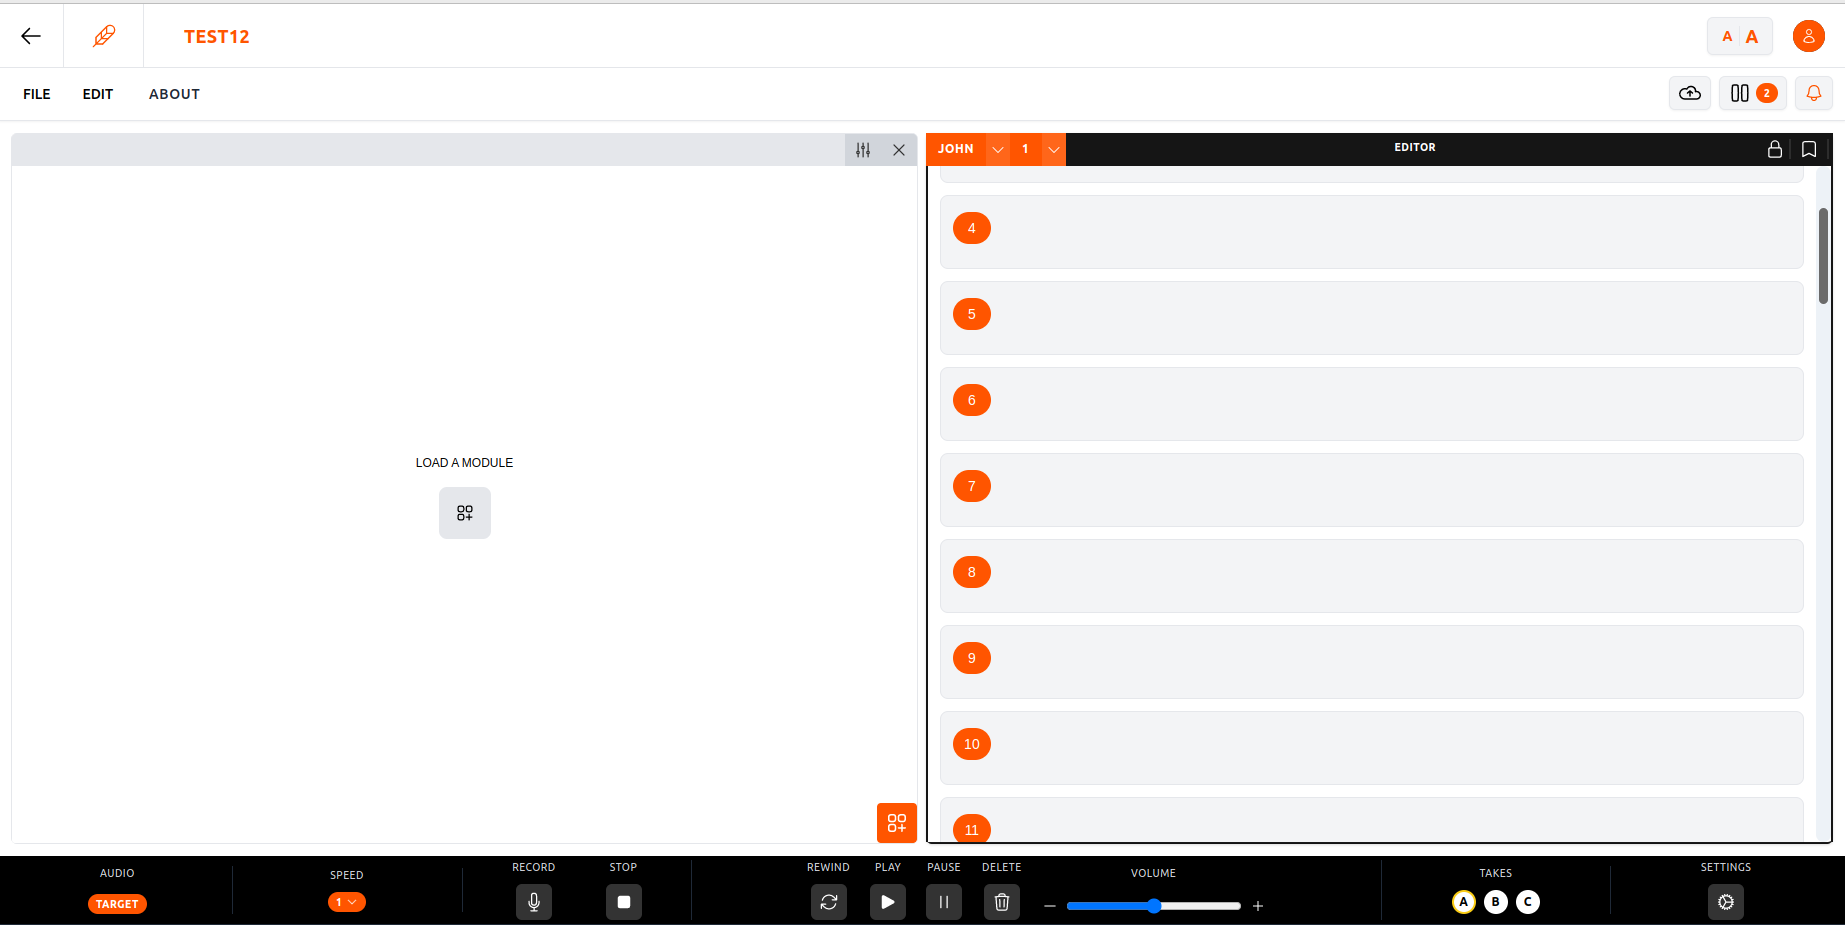 TEST12
A A
FILE EDIT ABOUT
2
JOHN 1 EDITOR
4
5
6
7
LOAD A MODULE
8
9
10
11
AUDIO
TARGET
SPEED
1
RECORD STOP
REWIND PLAY PAUSE DELETE
VOLUME
TAKES
A B C
SETTINGS